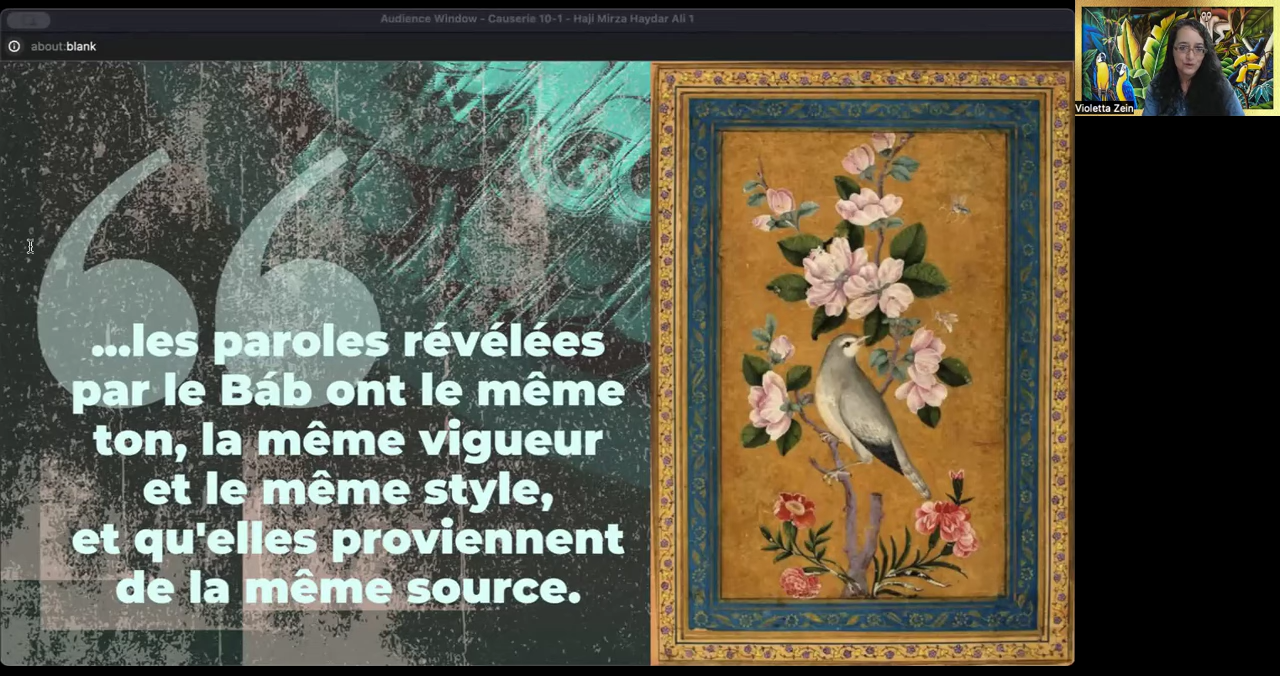 Audience Window - Causerie 10-1 - Haji Mirza Haydar Ali 1
about:blank
Violetta Zein
...les paroles révélées
par le Báb ont le même
ton, la même vigueur
et le même style,
et qu'elles proviennent
de la même source.